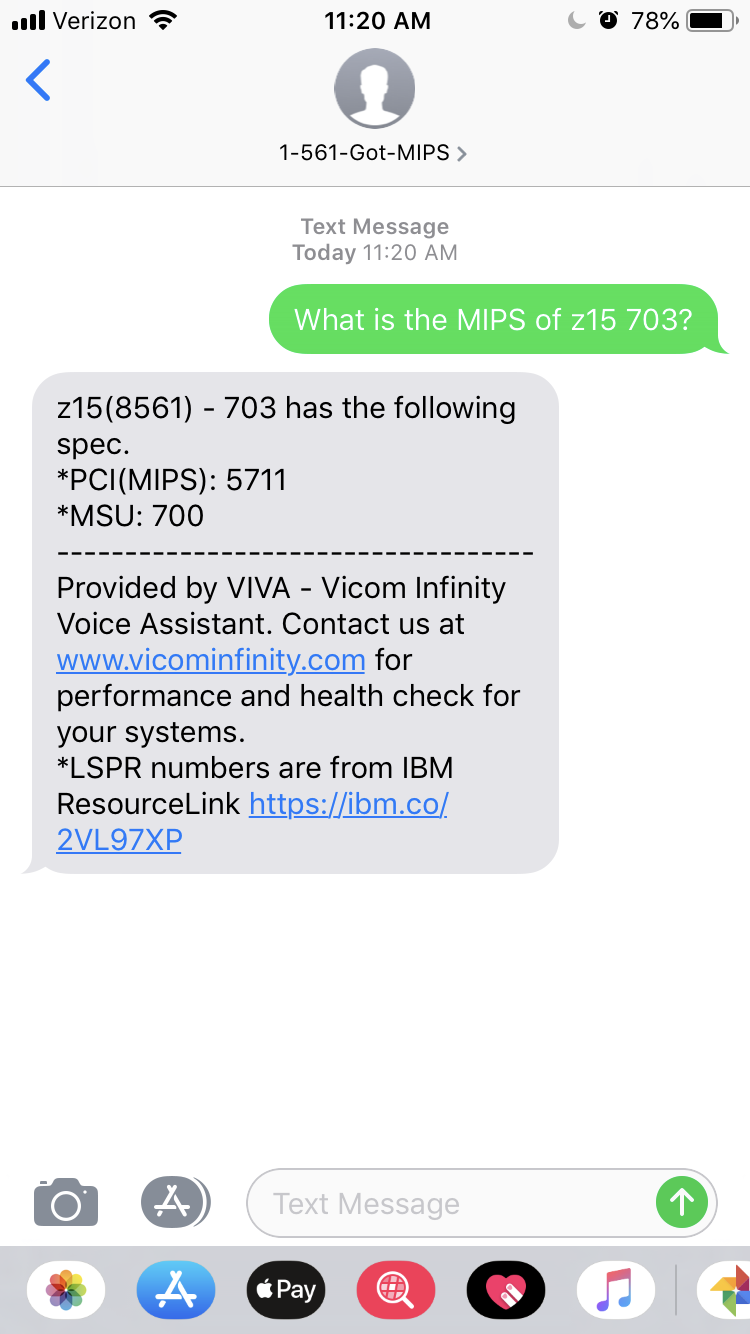 Verizon 11:20 AM 78%
1-561-Got-MIPS
Text Message
Today 11:20 AM
What is the MIPS of z15 703?
z15(8561) - 703 has the following
spec.
*PCI(MIPS): 5711
*MSU: 700
-----------------------------------
Provided by VIVA - Vicom Infinity
Voice Assistant. Contact us at
www.vicominfinity.com for
performance and health check for
your systems.
*LSPR numbers are from IBM
ResourceLink https://ibm.co/
2VL97XP
Text Message
Pay